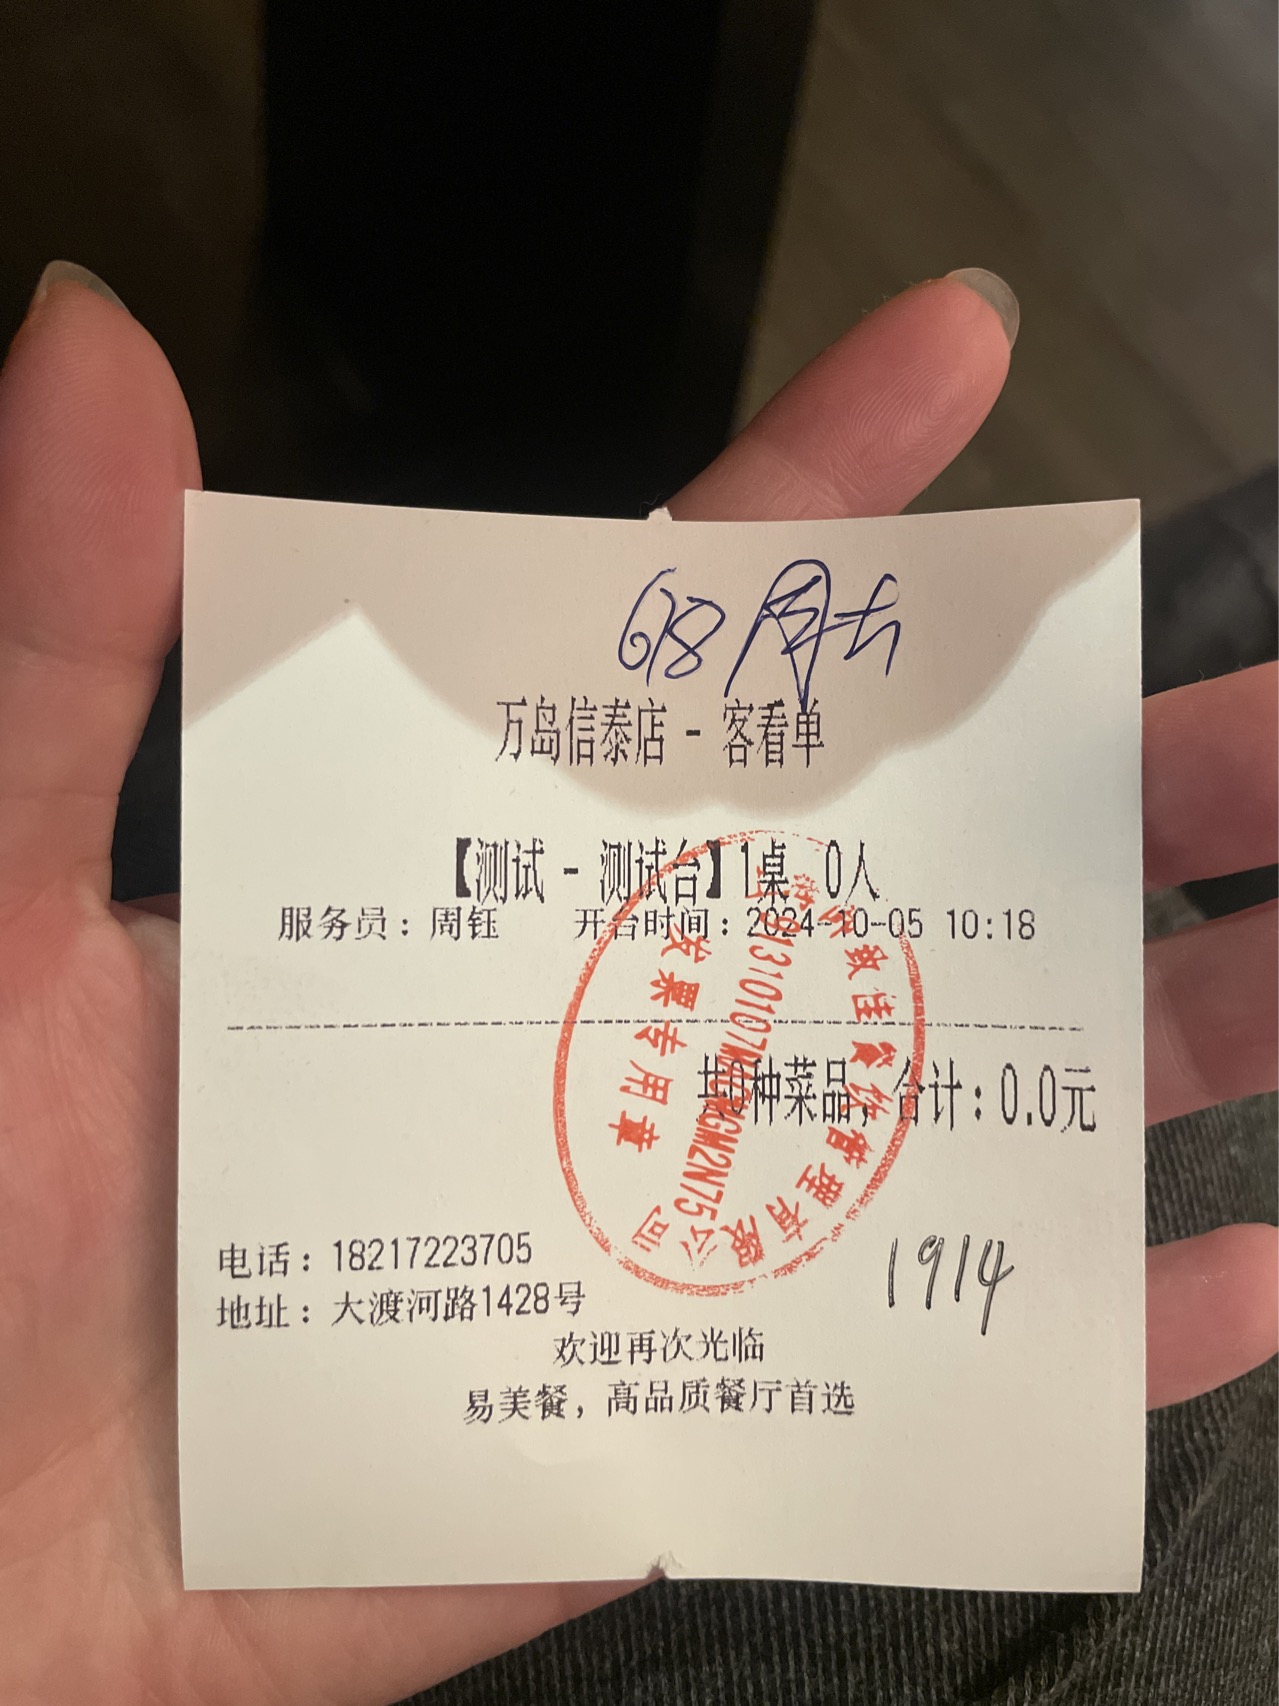 618
万岛信泰店 - 客看单
【测试 - 测试台】1桌 0人
服务员：周钰 开台时间：2024-10-05 10:18
共0种菜品，合计：0.0元
发票专用章
电话：18217223705
地址：大渡河路1428号
1914
欢迎再次光临
易美餐，高品质餐厅首选